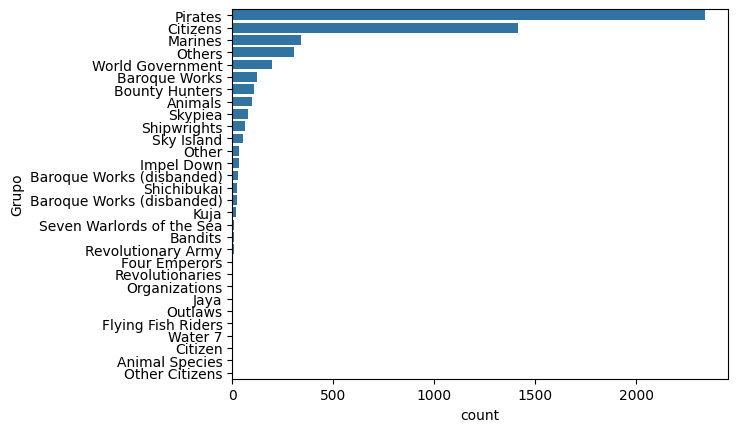 Pirates
Citizens
Marines
Others
World Government
Baroque Works
Bounty Hunters
Animals
Skypiea
Shipwrights
Sky Island
Other
Impel Down
Baroque Works (disbanded)
Shichibukai
Baroque Works (disbanded)
Kuja
Seven Warlords of the Sea
Bandits
Revolutionary Army
Four Emperors
Revolutionaries
Organizations
Jaya
Outlaws
Flying Fish Riders
Water 7
Citizen
Animal Species
Other Citizens
Grupo
0 500 1000 1500 2000
count